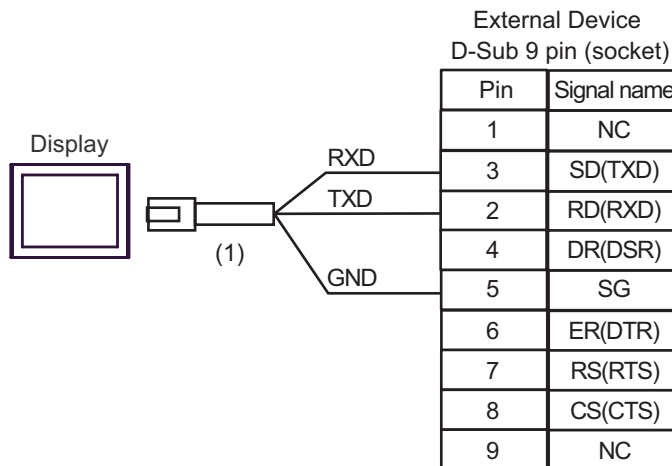 External Device
D-Sub 9 pin (socket)
Pin Signal name
1 NC
3 SD(TXD)
2 RD(RXD)
4 DR(DSR)
5 SG
6 ER(DTR)
7 RS(RTS)
8 CS(CTS)
9 NC
Display
(1)
RXD
TXD
GND